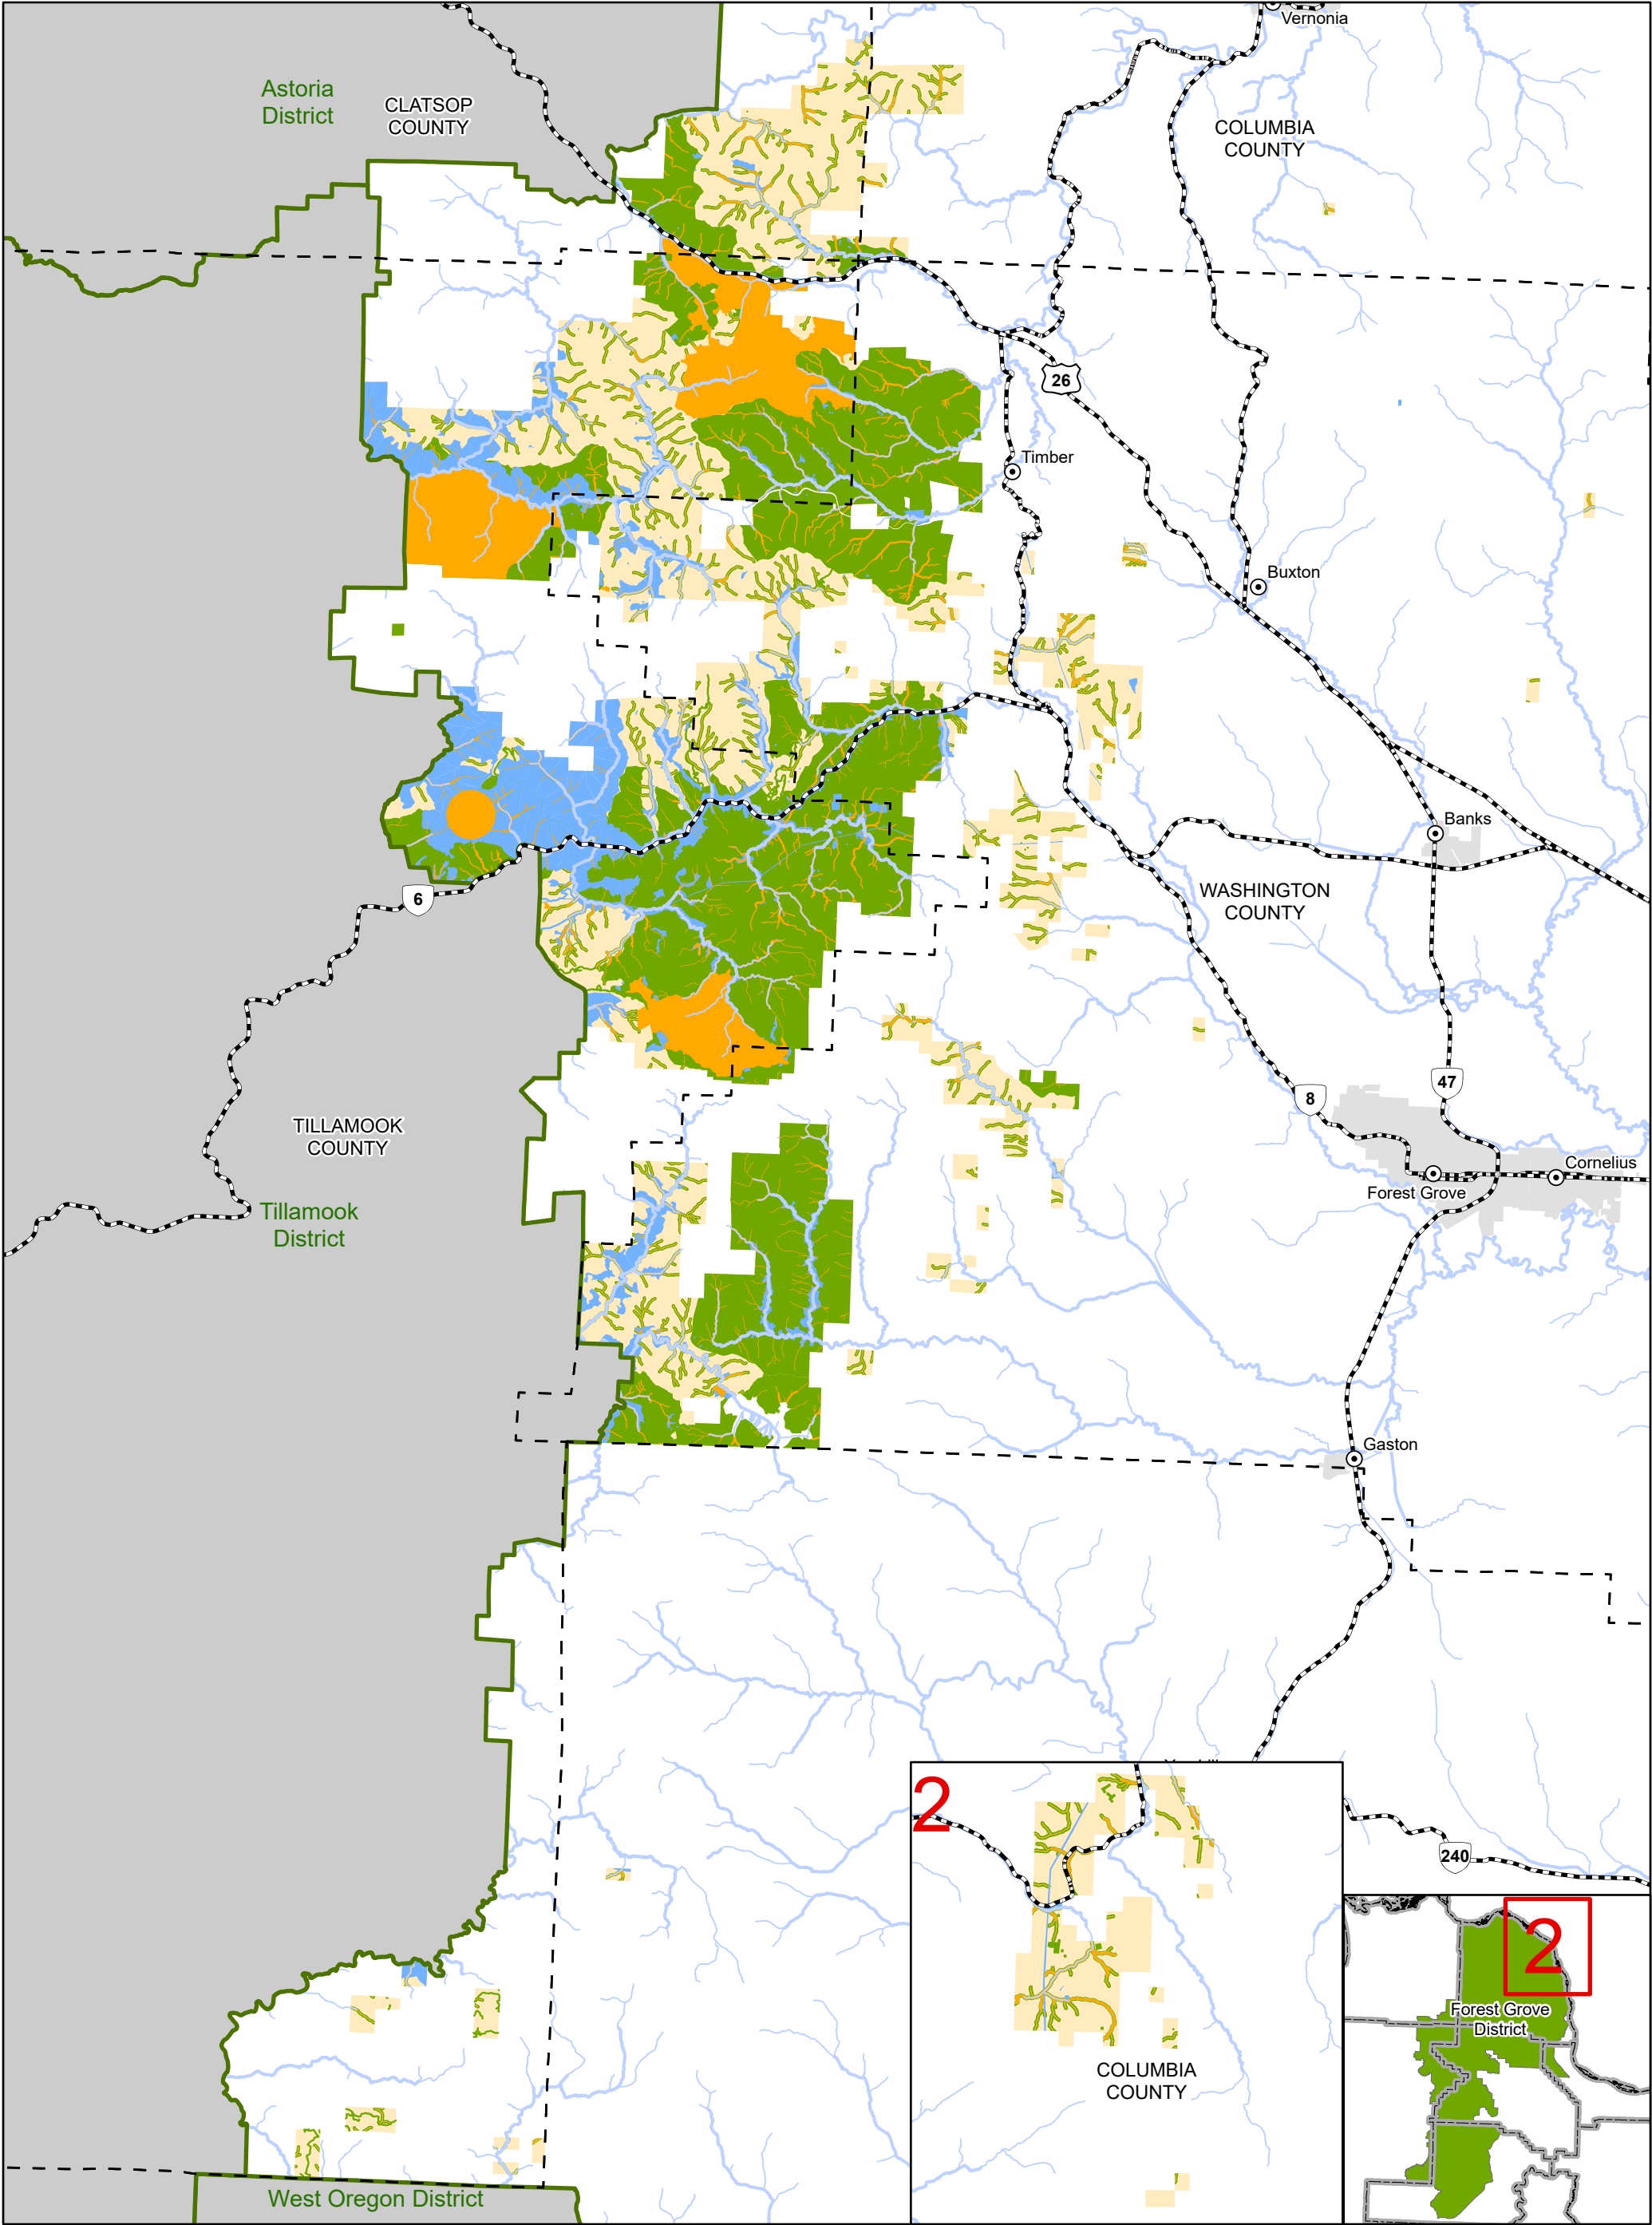 Vernonia
Astoria
District
CLATSOP
COUNTY
COLUMBIA
COUNTY
26
Timber
Buxton
Banks
6
WASHINGTON
COUNTY
8
47
TILLAMOOK
COUNTY
Cornelius
Forest Grove
Tillamook
District
Gaston
2
240
2
Forest Grove
District
COLUMBIA
COUNTY
West Oregon District